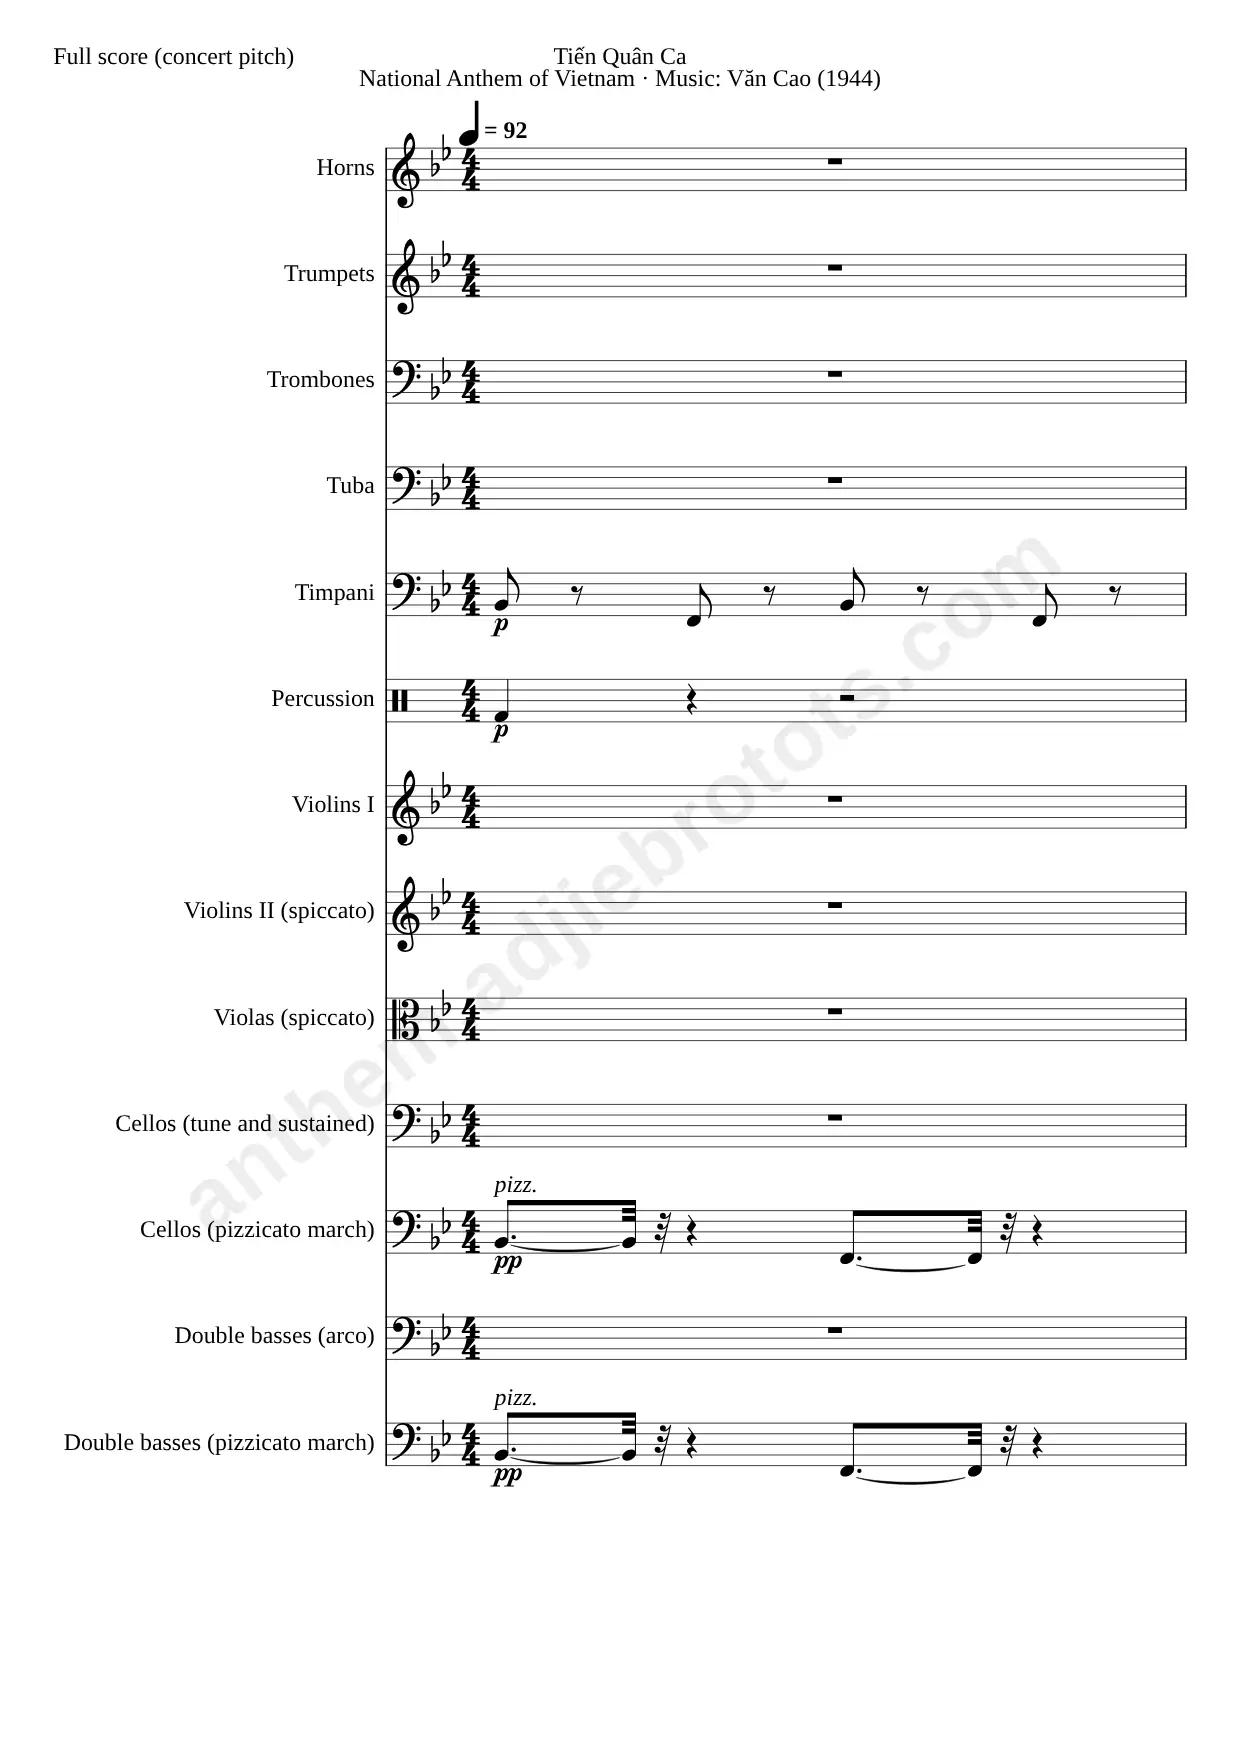 Full score (concert pitch)
Tiến Quân Ca
National Anthem of Vietnam · Music: Văn Cao (1944)
= 92
Horns
Trumpets
Trombones
Tuba
Timpani
p
Percussion
p
Violins I
Violins II (spiccato)
Violas (spiccato)
Cellos (tune and sustained)
pizz.
Cellos (pizzicato march)
pp
Double basses (arco)
pizz.
Double basses (pizzicato march)
pp
anthem.adjiebrotots.com